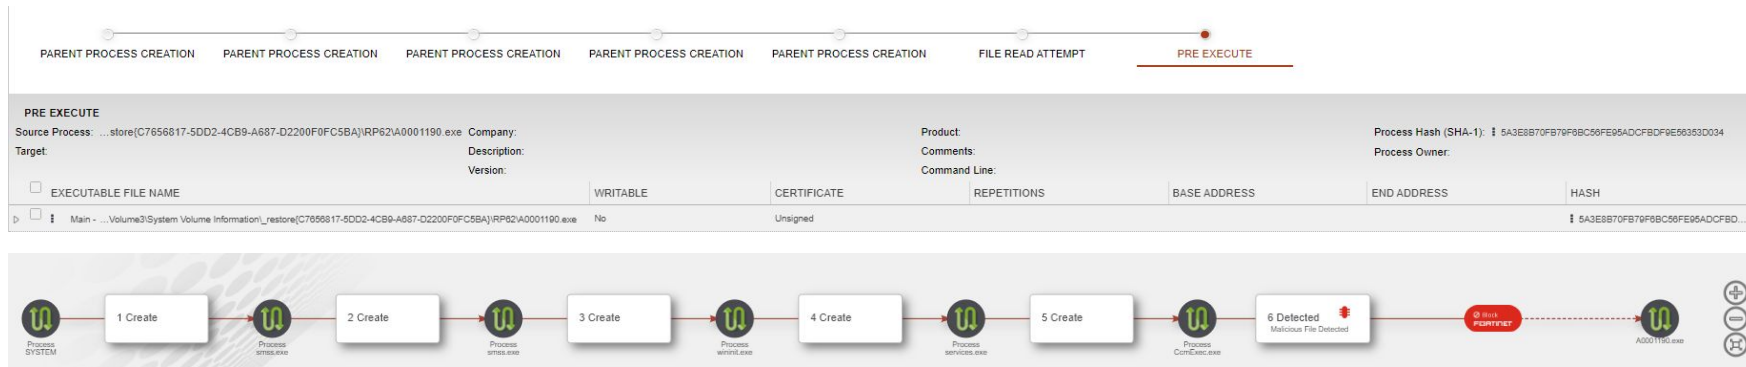 PARENT PROCESS CREATION PARENT PROCESS CREATION PARENT PROCESS CREATION PARENT PROCESS CREATION PARENT PROCESS CREATION FILE READ ATTEMPT PRE EXECUTE
PRE EXECUTE
Source Process: ...store{C7656817-5DD2-4CB9-A687-D2200F0FC5BA}\RP62\A0001190.exe Company: Product: Process Hash (SHA-1): 5A3E8B70FB79F6BC56FE95ADCFBDF9E56353D034
Target: Description: Comments: Process Owner:
Version: Command Line:
EXECUTABLE FILE NAME WRITABLE CERTIFICATE REPETITIONS BASE ADDRESS END ADDRESS HASH
Main - ...Volume3\System Volume Information\_restore{C7656817-5DD2-4CB9-A687-D2200F0FC5BA}\RP62\A0001190.exe No Unsigned 5A3E8B70FB79F6BC56FE95ADCFBD...
1 Create 2 Create 3 Create 4 Create 5 Create 6 Detected Block
Malicious File Detected FORTINET
Process Process Process Process Process Process A0001190.exe
SYSTEM smss.exe smss.exe wininit.exe services.exe CcmExec.exe